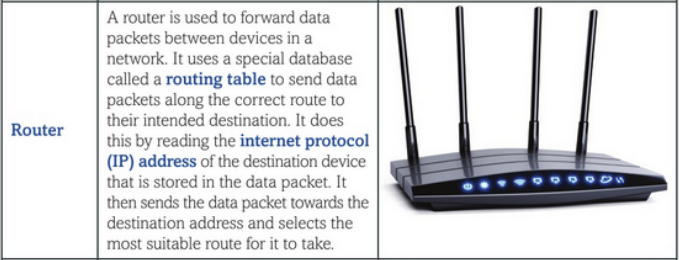 Router
A router is used to forward data
packets between devices in a
network. It uses a special database
called a routing table to send data
packets along the correct route to
their intended destination. It does
this by reading the internet protocol
(IP) address of the destination device
that is stored in the data packet. It
then sends the data packet towards the
destination address and selects the
most suitable route for it to take.